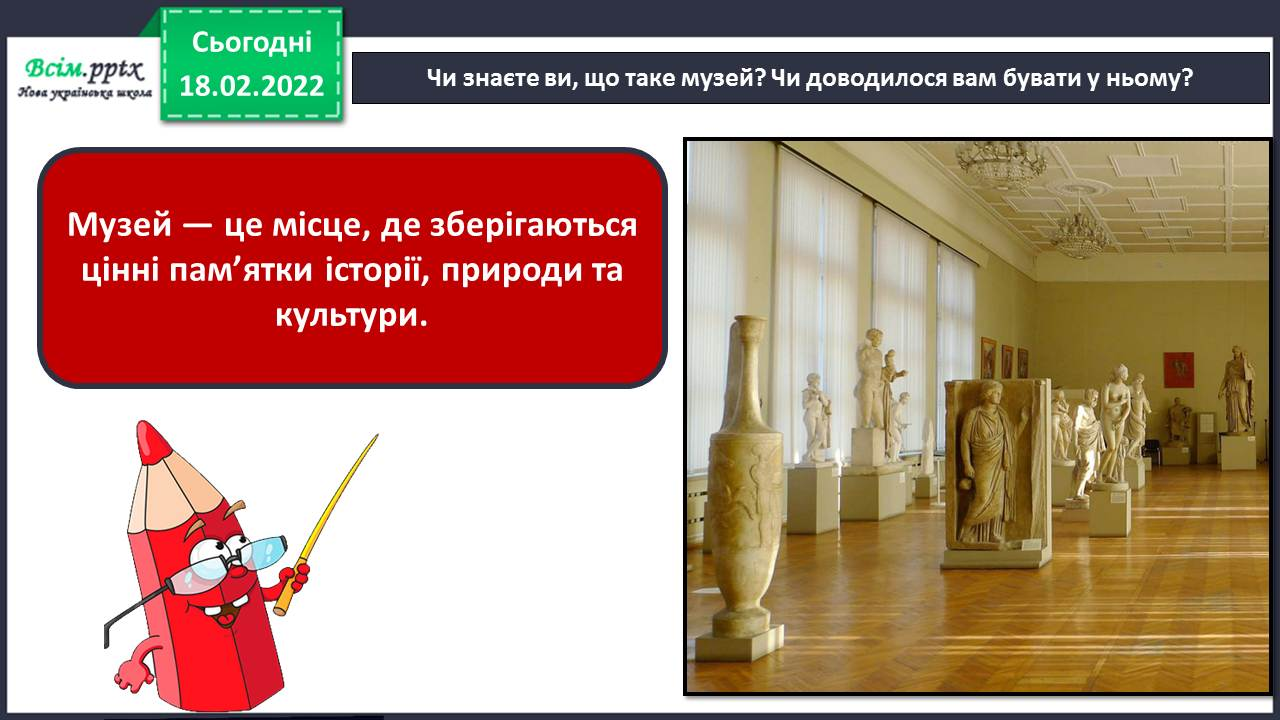 Сьогодні
18.02.2022
Всім.pptx
Нова українська школа
Чи знаєте ви, що таке музей? Чи доводилося вам бувати у ньому?
Музей — це місце, де зберігаються
цінні пам’ятки історії, природи та
культури.